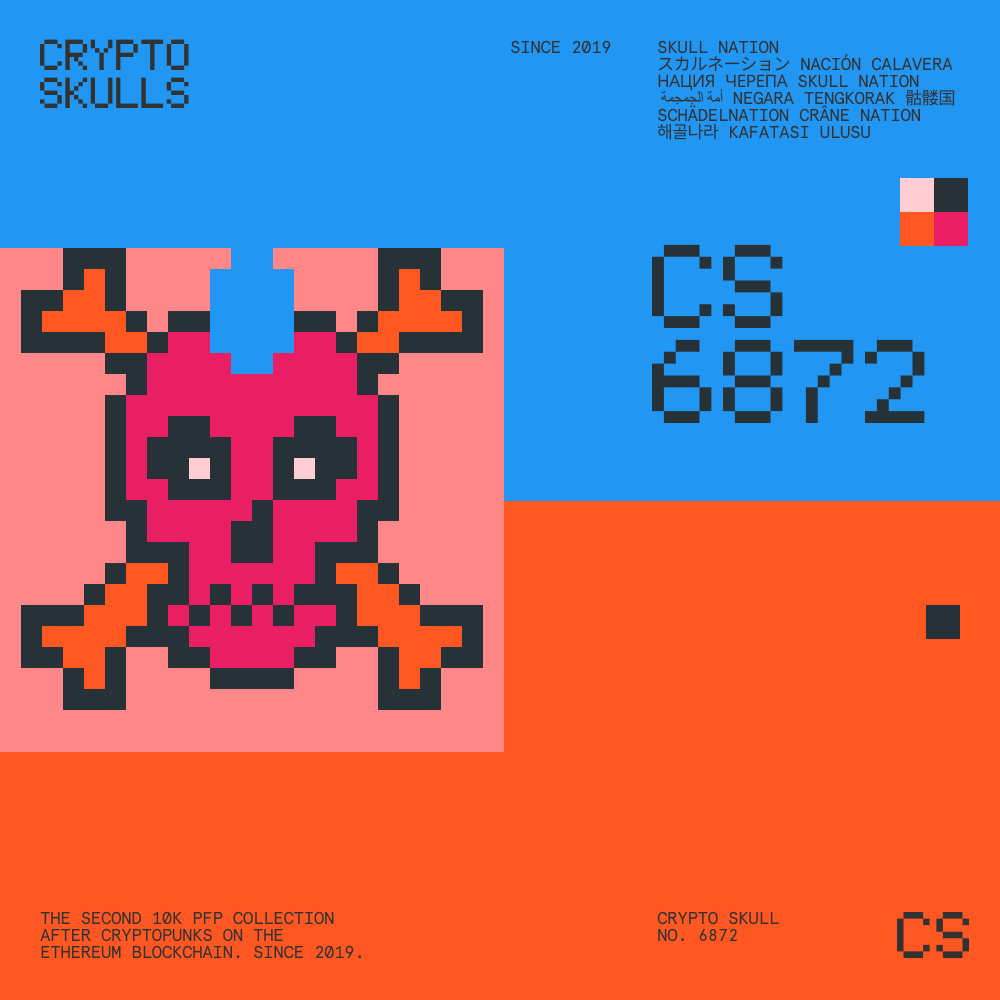 CRYPTO
SKULLS
SINCE 2019
SKULL NATION
スカルネーション NACIÓN CALAVERA
НАЦИЯ ЧЕРЕПА SKULL NATION
أمة الجمجمة NEGARA TENGKORAK 骷髅国
SCHÄDELNATION CRÂNE NATION
해골나라 KAFATASI ULUSU
CS
6872
THE SECOND 10K PFP COLLECTION
AFTER CRYPTOPUNKS ON THE
ETHEREUM BLOCKCHAIN. SINCE 2019.
CRYPTO SKULL
NO. 6872
CS